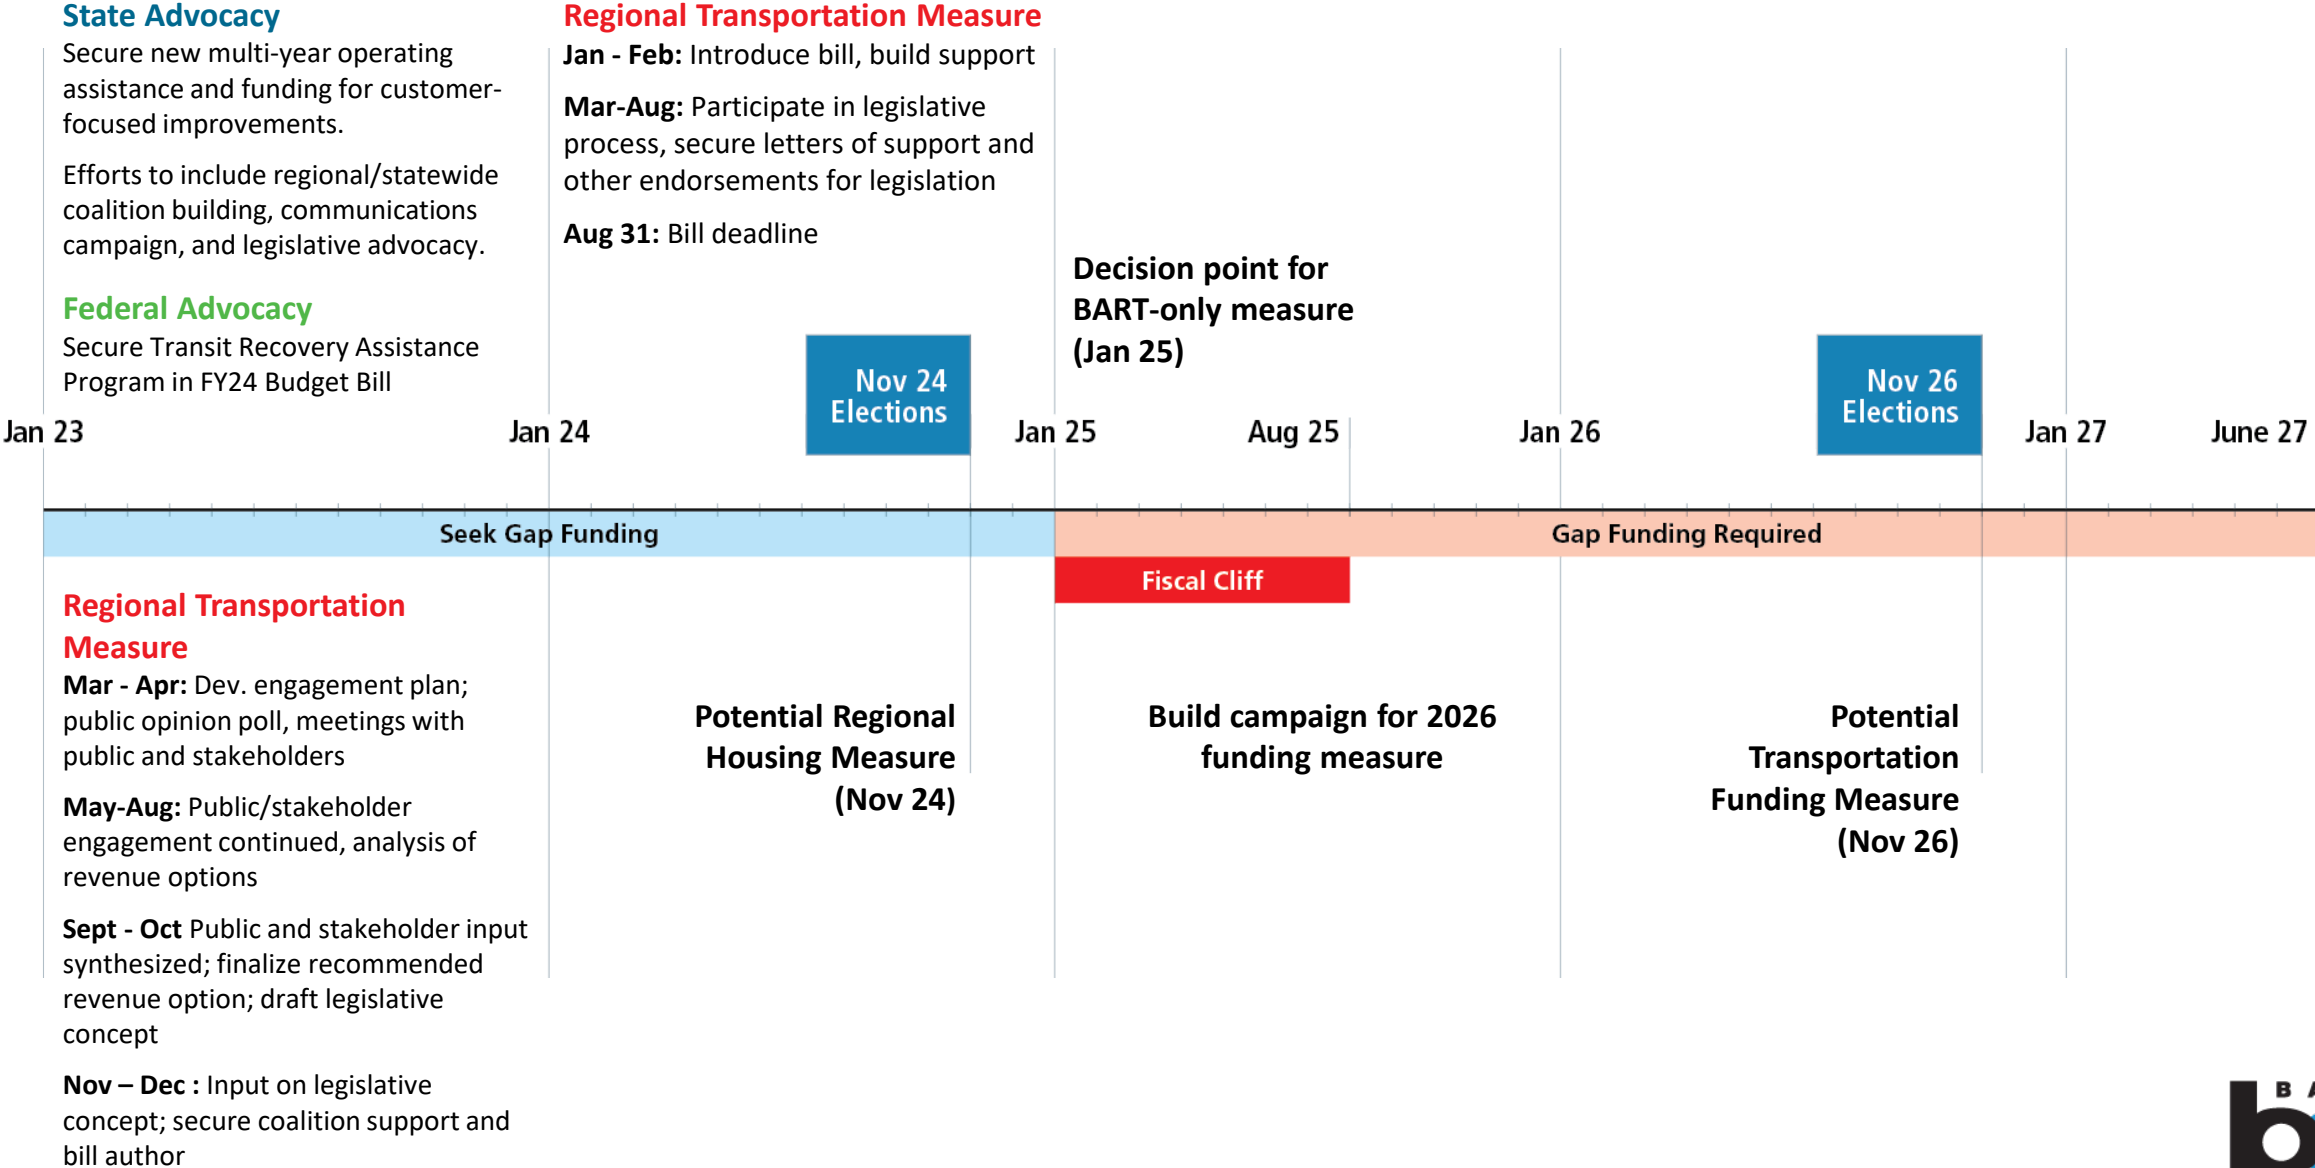 State Advocacy
Secure new multi-year operating
assistance and funding for customer-
focused improvements.
Efforts to include regional/statewide
coalition building, communications
campaign, and legislative advocacy.
Federal Advocacy
Secure Transit Recovery Assistance
Program in FY24 Budget Bill
Regional Transportation Measure
Jan - Feb: Introduce bill, build support
Mar-Aug: Participate in legislative
process, secure letters of support and
other endorsements for legislation
Aug 31: Bill deadline
Decision point for
BART-only measure
(Jan 25)
Nov 24
Elections
Nov 26
Elections
Jan 23
Jan 24
Jan 25
Aug 25
Jan 26
Jan 27
June 27
Seek Gap Funding
Gap Funding Required
Fiscal Cliff
Regional Transportation
Measure
Mar - Apr: Dev. engagement plan;
public opinion poll, meetings with
public and stakeholders
May-Aug: Public/stakeholder
engagement continued, analysis of
revenue options
Sept - Oct Public and stakeholder input
synthesized; finalize recommended
revenue option; draft legislative
concept
Nov – Dec : Input on legislative
concept; secure coalition support and
bill author
Potential Regional
Housing Measure
(Nov 24)
Build campaign for 2026
funding measure
Potential
Transportation
Funding Measure
(Nov 26)